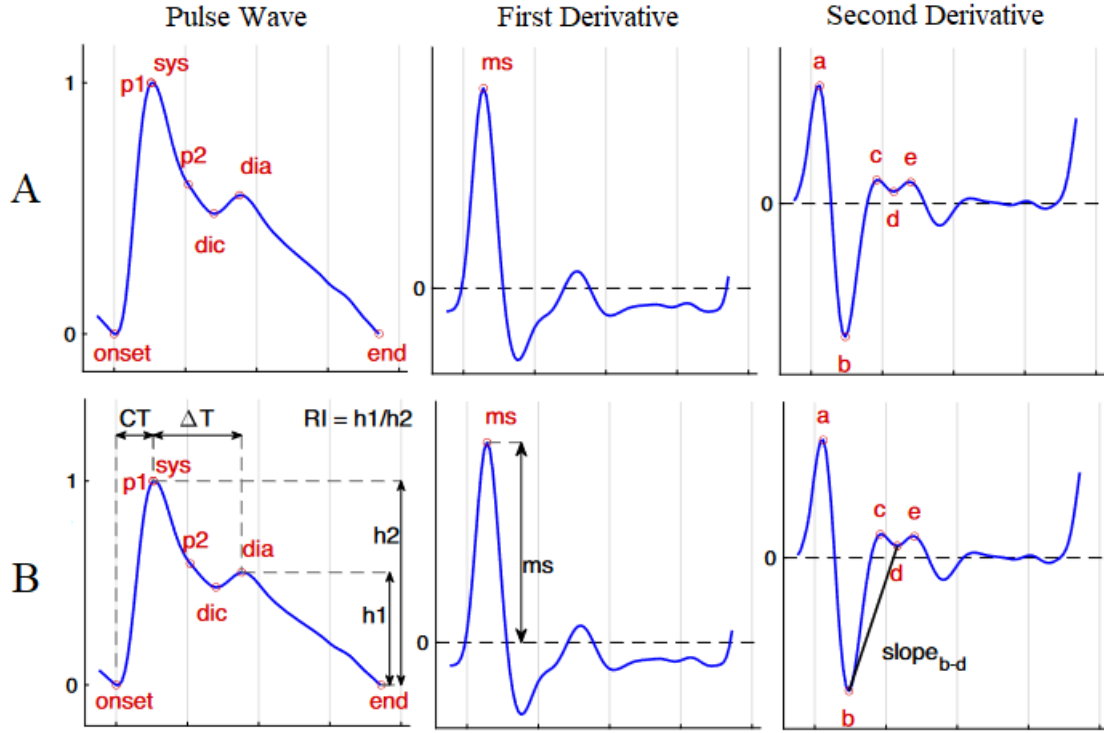 Pulse Wave
First Derivative
Second Derivative
A
1
0
p1
sys
p2
dia
dic
onset
end
0
ms
0
a
b
c
d
e
B
1
0
CT
ΔT
RI = h1/h2
p1
sys
p2
dia
dic
h2
h1
onset
end
0
ms
ms
0
a
b
c
d
e
slope_b-d